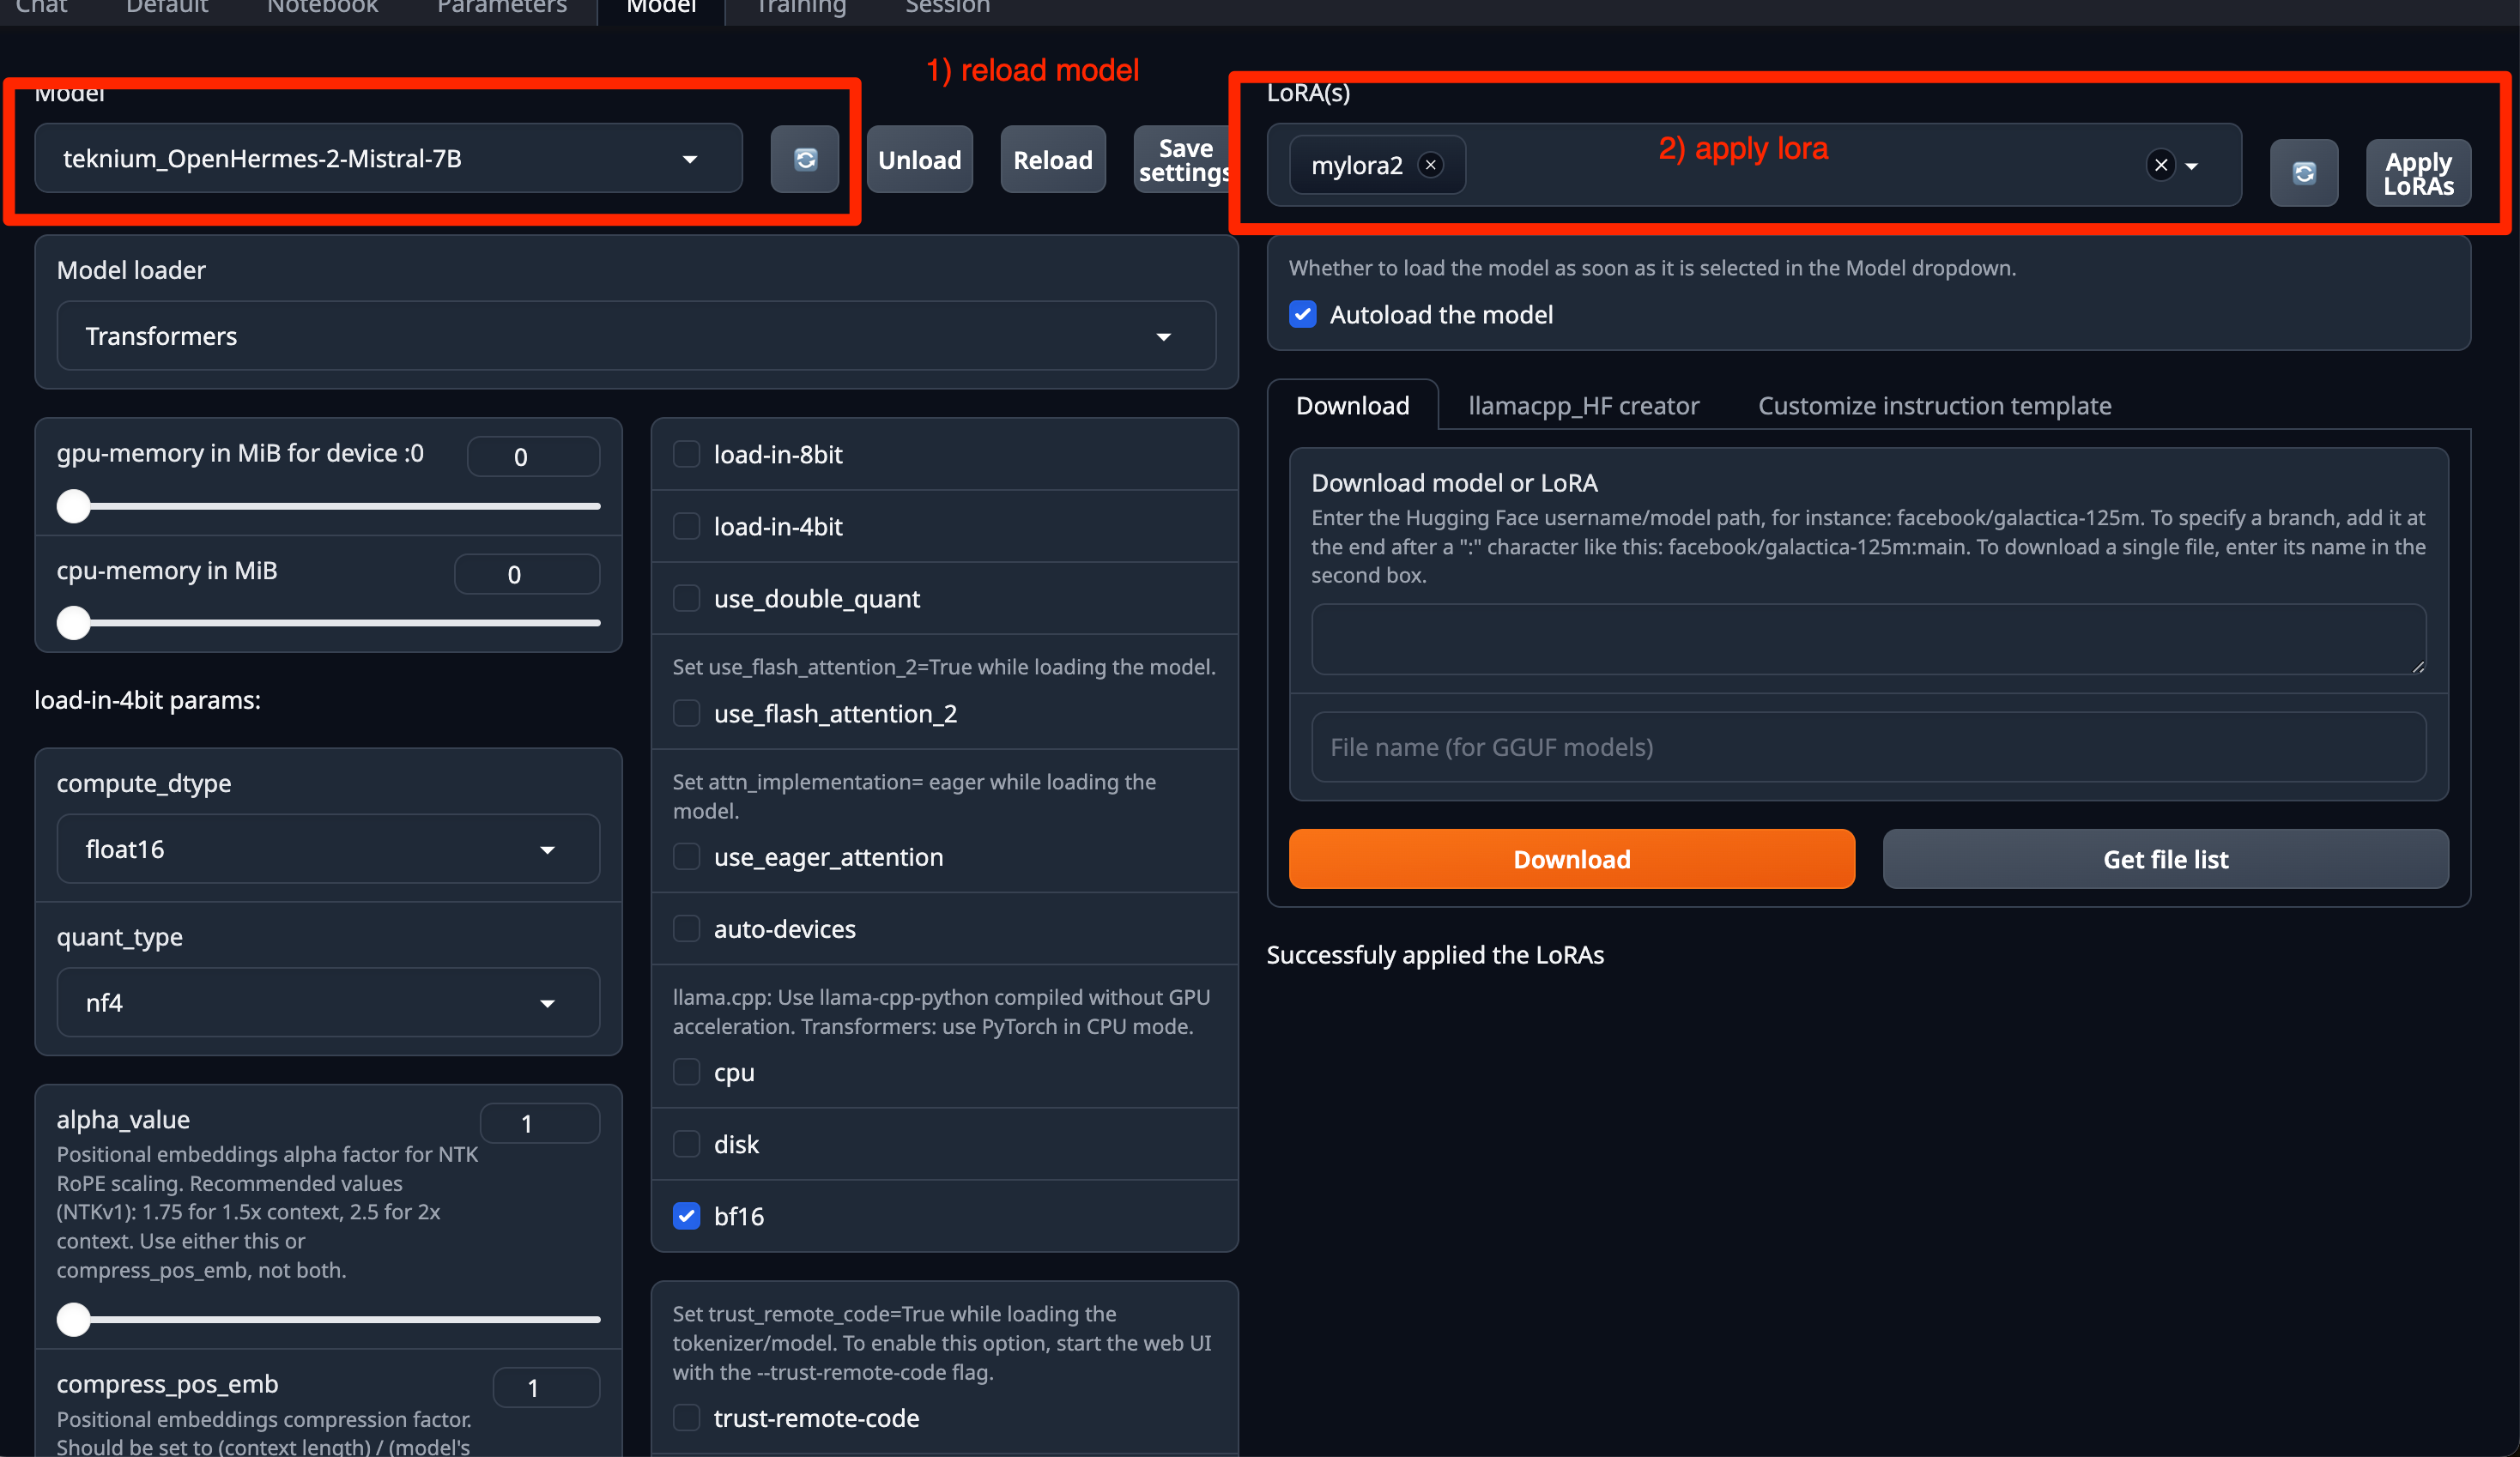 Chat Default Notebook Parameters Model Training Session
1) reload model
Model
teknium_OpenHermes-2-Mistral-7B
Unload
Reload
Save
settings
LoRA(s)
mylora2
2) apply lora
Apply
LoRAs
Model loader
Transformers
gpu-memory in MiB for device :0
0
cpu-memory in MiB
0
load-in-4bit params:
compute_dtype
float16
quant_type
nf4
alpha_value
1
Positional embeddings alpha factor for NTK
RoPE scaling. Recommended values
(NTKv1): 1.75 for 1.5x context, 2.5 for 2x
context. Use either this or
compress_pos_emb, not both.
compress_pos_emb
1
Positional embeddings compression factor.
Should be set to (context length) / (model's
load-in-8bit
load-in-4bit
use_double_quant
Set use_flash_attention_2=True while loading the model.
use_flash_attention_2
Set attn_implementation= eager while loading the
model.
use_eager_attention
auto-devices
llama.cpp: Use llama-cpp-python compiled without GPU
acceleration. Transformers: use PyTorch in CPU mode.
cpu
disk
bf16
Set trust_remote_code=True while loading the
tokenizer/model. To enable this option, start the web UI
with the --trust-remote-code flag.
trust-remote-code
Whether to load the model as soon as it is selected in the Model dropdown.
Autoload the model
Download llamacpp_HF creator Customize instruction template
Download model or LoRA
Enter the Hugging Face username/model path, for instance: facebook/galactica-125m. To specify a branch, add it at
the end after a ":" character like this: facebook/galactica-125m:main. To download a single file, enter its name in the
second box.
File name (for GGUF models)
Download
Get file list
Successfuly applied the LoRAs